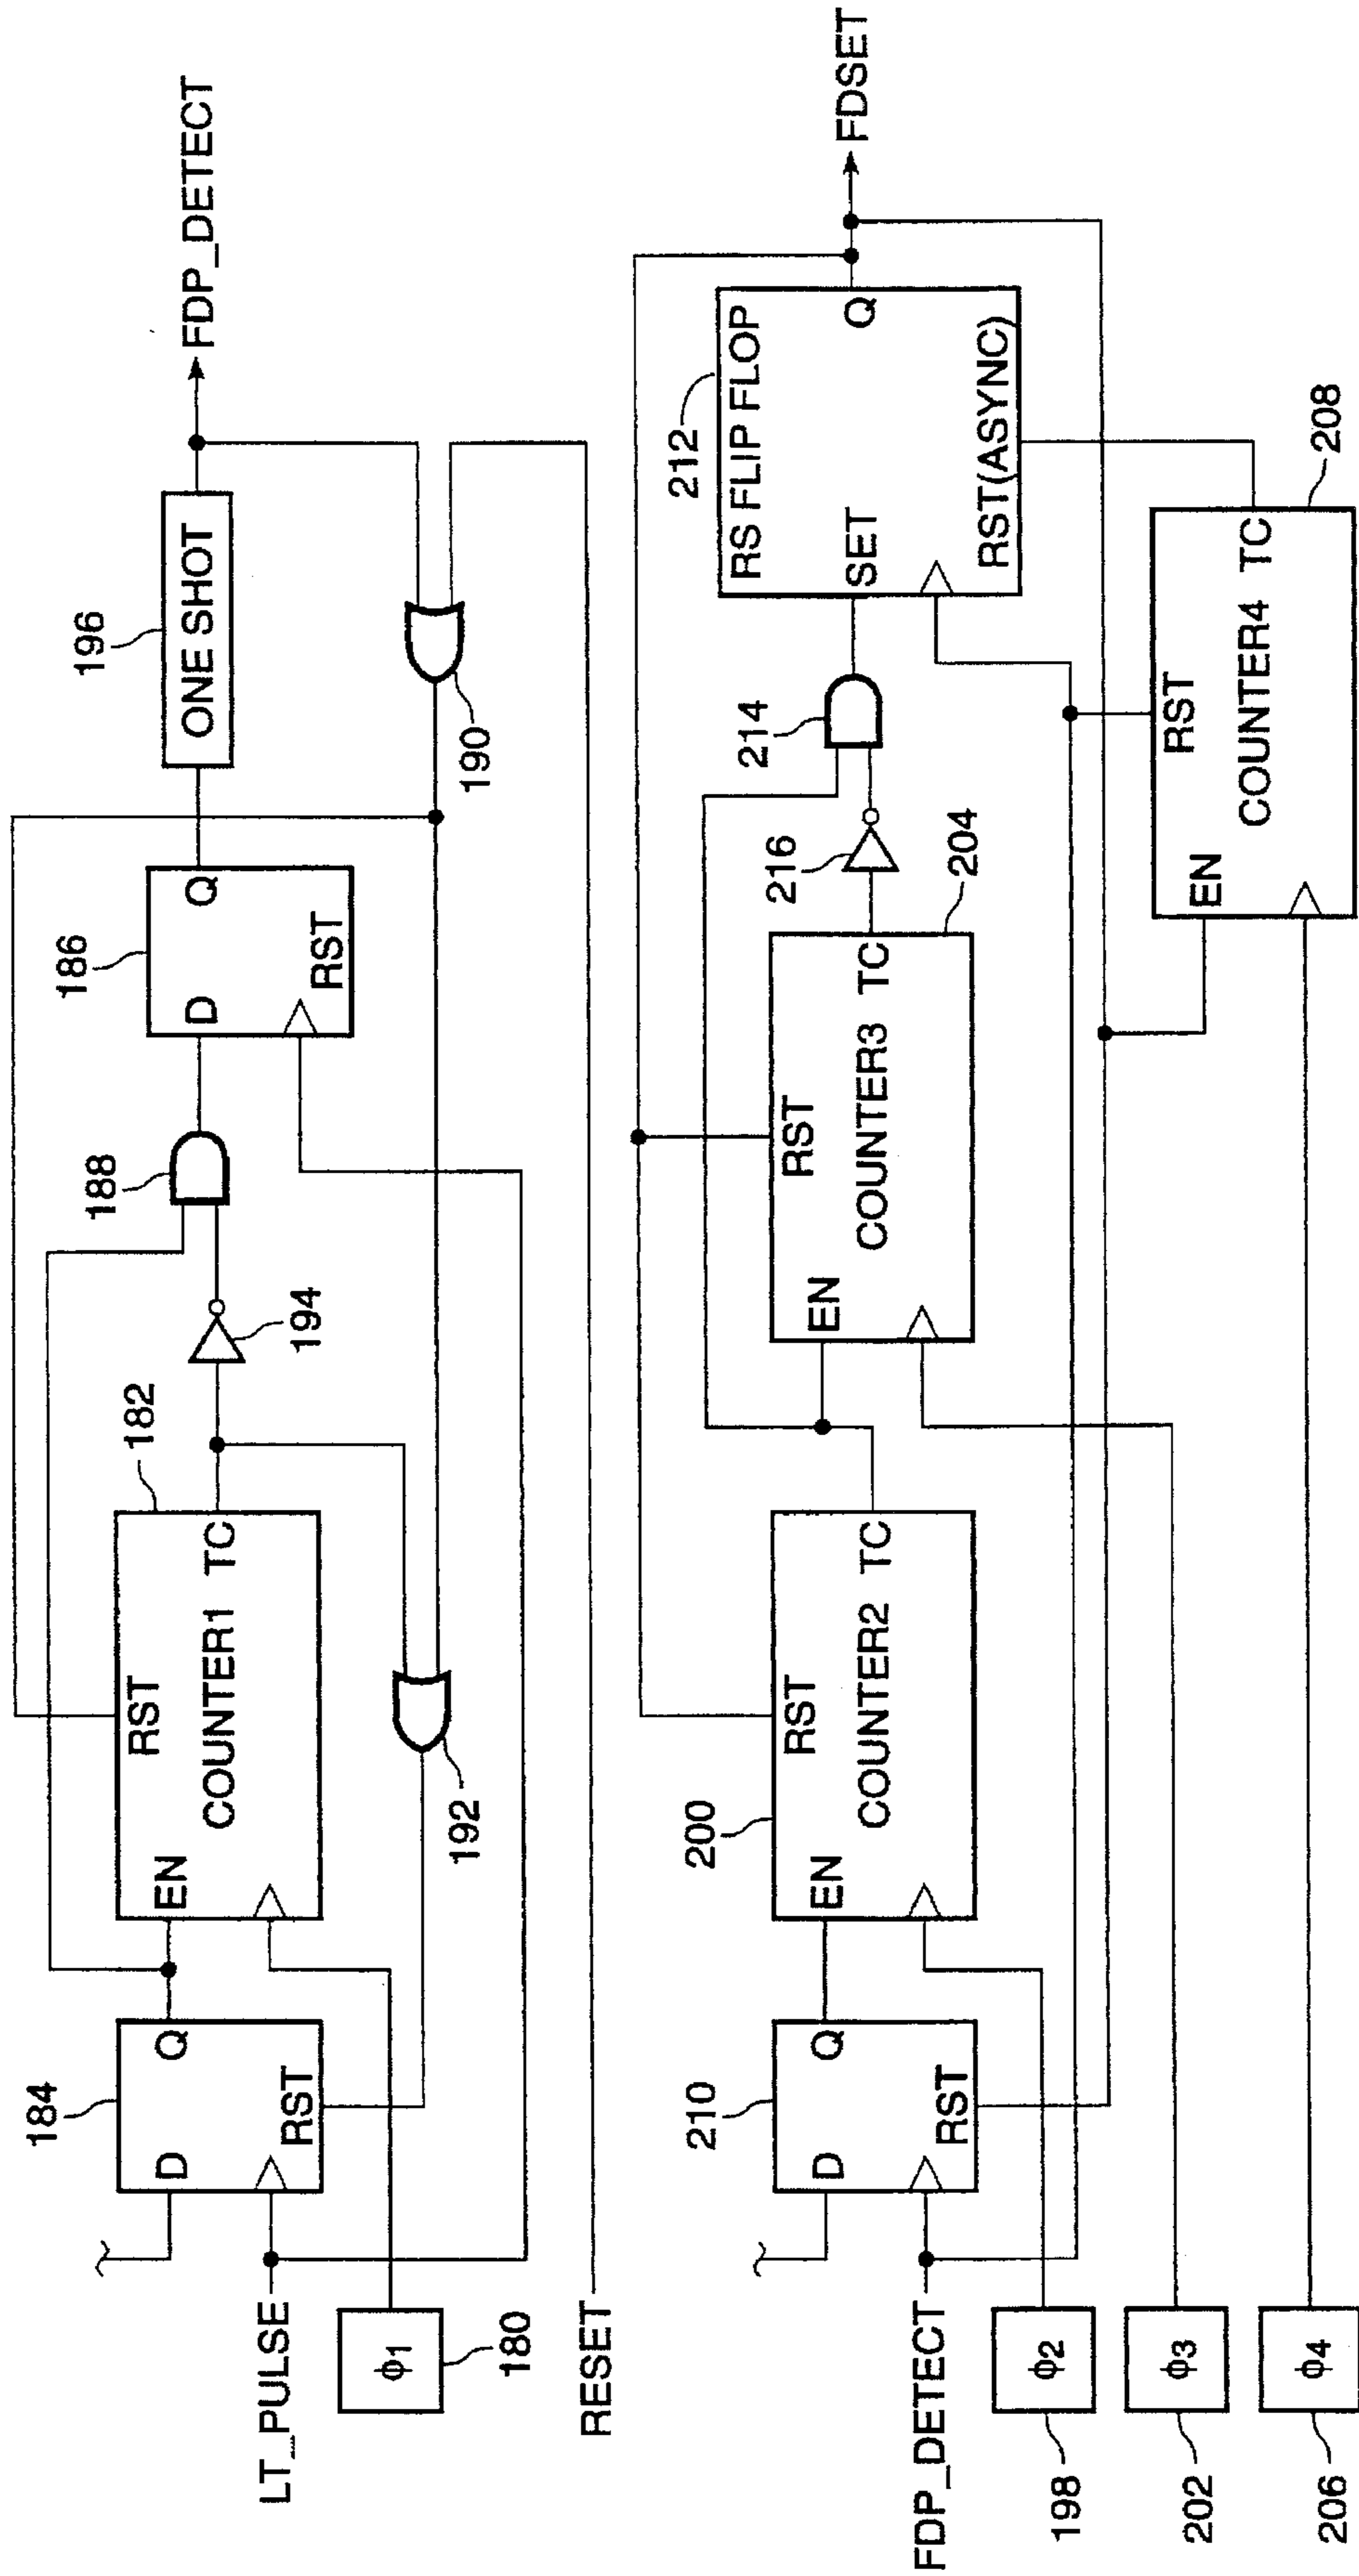 LT_PULSE
184
D
Q
RST
ϕ1
180
RESET
EN
RST
COUNTER1
TC
182
192
194
188
186
D
Q
RST
190
196
ONE SHOT
FDP_DETECT
FDP_DETECT
210
D
Q
RST
ϕ2
198
ϕ3
202
ϕ4
206
200
EN
RST
COUNTER2
TC
EN
RST
COUNTER3
TC
204
216
214
212
RS FLIP FLOP
SET
Q
RST(ASYNC)
FDSET
EN
RST
COUNTER4
TC
208